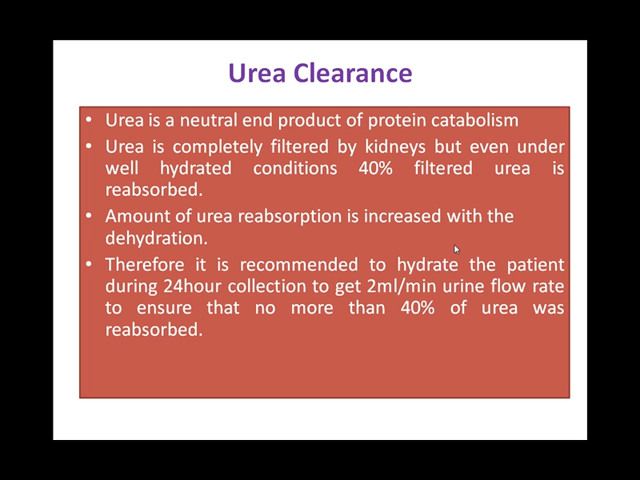 Urea Clearance
• Urea is a neutral end product of protein catabolism
• Urea is completely filtered by kidneys but even under
well hydrated conditions 40% filtered urea is
reabsorbed.
• Amount of urea reabsorption is increased with the
dehydration.
• Therefore it is recommended to hydrate the patient
during 24hour collection to get 2ml/min urine flow rate
to ensure that no more than 40% of urea was
reabsorbed.